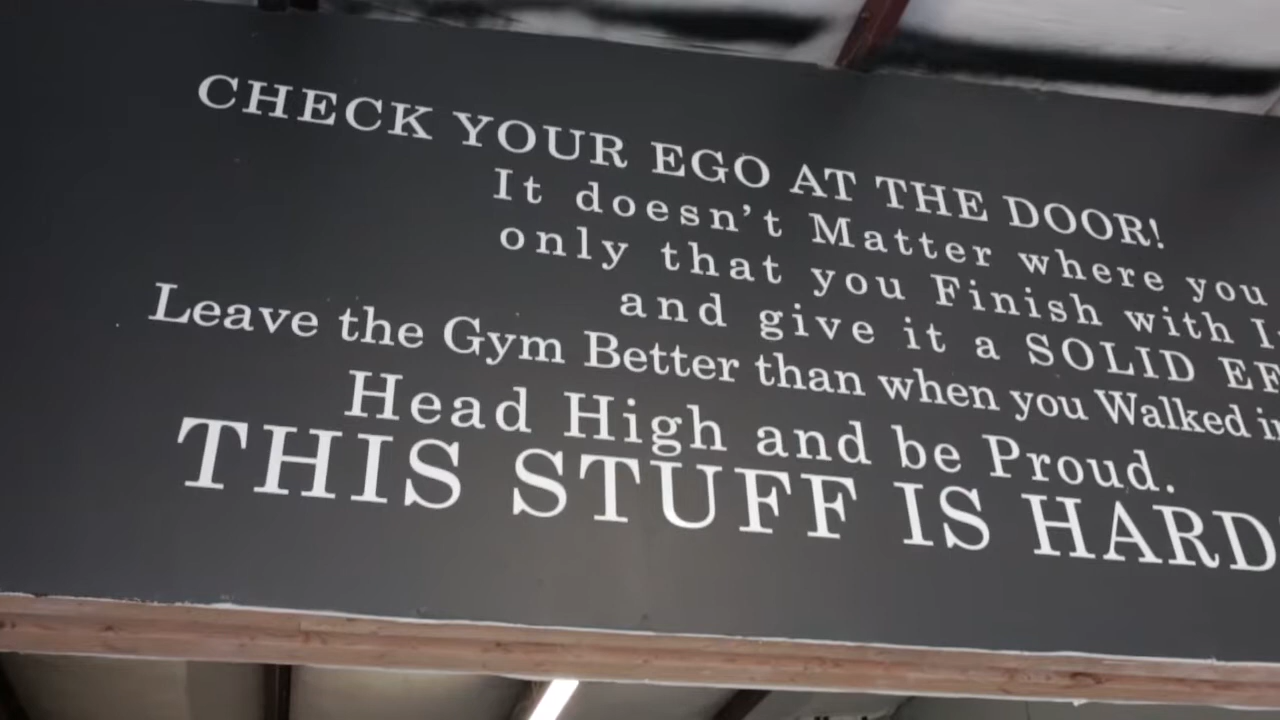 CHECK YOUR EGO AT THE DOOR!
It doesn't Matter where you
only that you Finish with
and give it a SOLID
Leave the Gym Better than when you Walked
Head High and be Proud.
THIS STUFF IS HARD